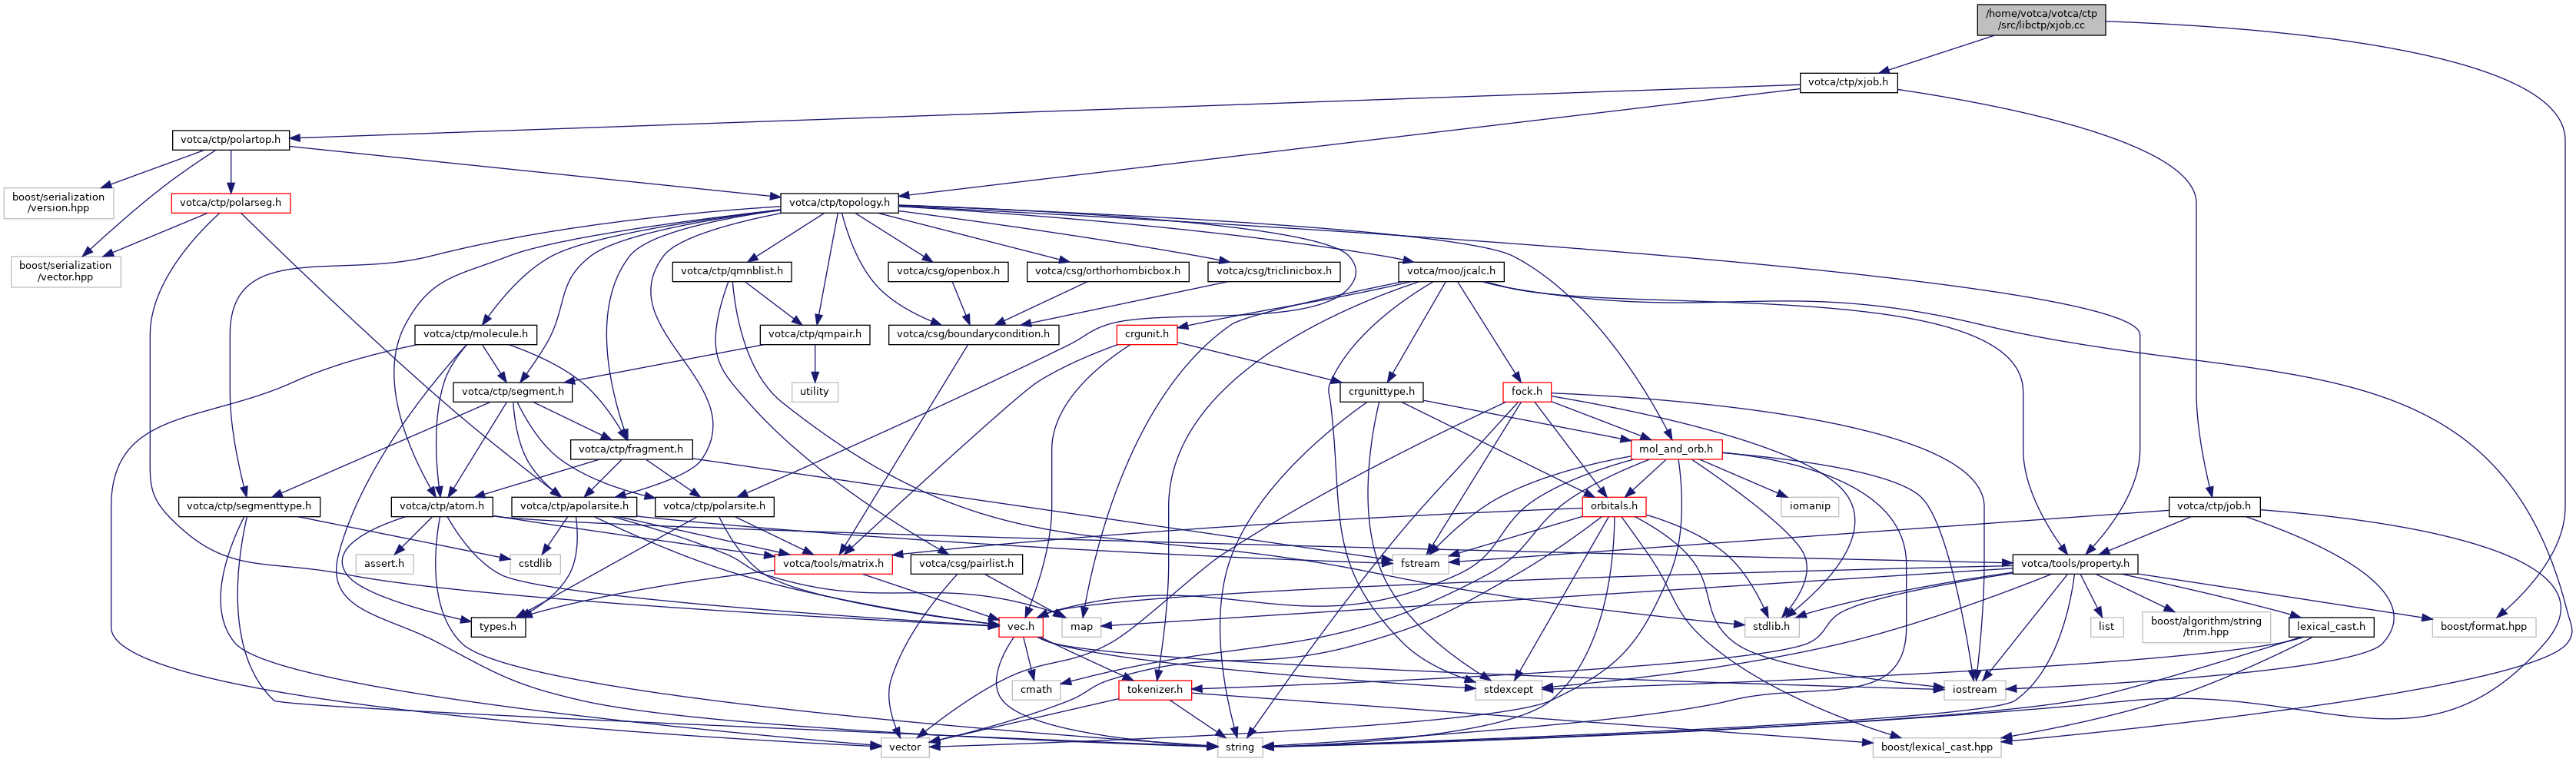 /home/votca/votca/ctp
/src/libctp/xjob.cc
votca/ctp/xjob.h
votca/ctp/polartop.h
boost/serialization
/version.hpp
votca/ctp/polarseg.h
votca/ctp/topology.h
boost/serialization
/vector.hpp
votca/ctp/qmnblist.h
votca/csg/openbox.h
votca/csg/orthorhombicbox.h
votca/csg/triclinicbox.h
votca/moo/jcalc.h
votca/ctp/molecule.h
votca/ctp/qmpair.h
votca/csg/boundarycondition.h
crgunit.h
votca/ctp/segment.h
utility
crgunittype.h
fock.h
votca/ctp/fragment.h
mol_and_orb.h
votca/ctp/segmenttype.h
votca/ctp/atom.h
votca/ctp/apolarsite.h
votca/ctp/polarsite.h
orbitals.h
iomanip
votca/ctp/job.h
assert.h
cstdlib
votca/tools/matrix.h
votca/csg/pairlist.h
fstream
votca/tools/property.h
types.h
vec.h
map
stdlib.h
list
boost/algorithm/string
/trim.hpp
lexical_cast.h
boost/format.hpp
cmath
tokenizer.h
stdexcept
iostream
vector
string
boost/lexical_cast.hpp